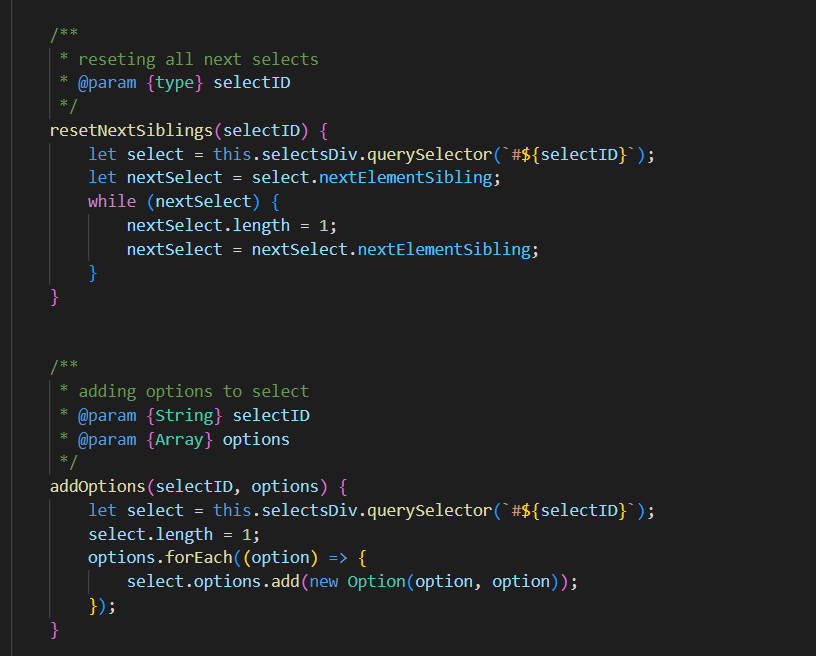 /**
 * reseting all next selects
 * @param {type} selectID
 */
resetNextSiblings(selectID) {
    let select = this.selectsDiv.querySelector(`#${selectID}`);
    let nextSelect = select.nextElementSibling;
    while (nextSelect) {
        nextSelect.length = 1;
        nextSelect = nextSelect.nextElementSibling;
    }
}
/**
 * adding options to select
 * @param {String} selectID
 * @param {Array} options
 */
addOptions(selectID, options) {
    let select = this.selectsDiv.querySelector(`#${selectID}`);
    select.length = 1;
    options.forEach((option) => {
        select.options.add(new Option(option, option));
    });
}